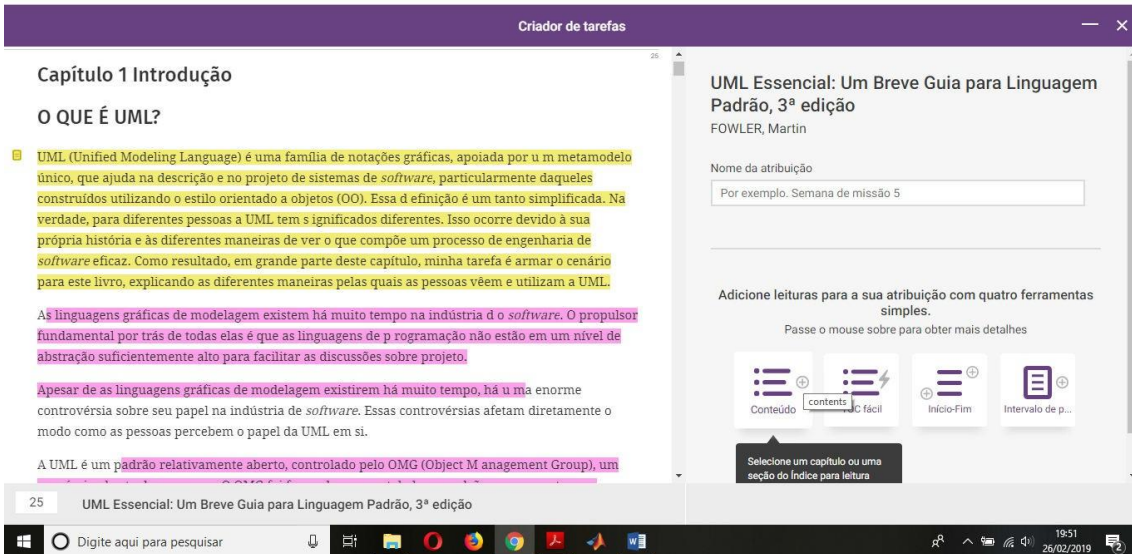 Criador de tarefas
25
Capítulo 1 Introdução
O QUE É UML?
UML (Unified Modeling Language) é uma família de notações gráficas, apoiada por u m metamodelo
único, que ajuda na descrição e no projeto de sistemas de software, particularmente daqueles
construídos utilizando o estilo orientado a objetos (OO). Essa d efinição é um tanto simplificada. Na
verdade, para diferentes pessoas a UML tem s ignificados diferentes. Isso ocorre devido à sua
própria história e às diferentes maneiras de ver o que compõe um processo de engenharia de
software eficaz. Como resultado, em grande parte deste capítulo, minha tarefa é armar o cenário
para este livro, explicando as diferentes maneiras pelas quais as pessoas vêem e utilizam a UML.
As linguagens gráficas de modelagem existem há muito tempo na indústria d o software. O propulsor
fundamental por trás de todas elas é que as linguagens de p rogramação não estão em um nível de
abstração suficientemente alto para facilitar as discussões sobre projeto.
Apesar de as linguagens gráficas de modelagem existirem há muito tempo, há u ma enorme
controvérsia sobre seu papel na indústria de software. Essas controvérsias afetam diretamente o
modo como as pessoas percebem o papel da UML em si.
A UML é um padrão relativamente aberto, controlado pelo OMG (Object M anagement Group), um
UML Essencial: Um Breve Guia para Linguagem
Padrão, 3ª edição
FOWLER, Martin
Nome da atribuição
Por exemplo. Semana de missão 5
Adicione leituras para a sua atribuição com quatro ferramentas
simples.
Passe o mouse sobre para obter mais detalhes
Conteúdo
contents
fácil
Início-Fim
Intervalo de p...
Selecione um capítulo ou uma
seção do Índice para leitura
25
UML Essencial: Um Breve Guia para Linguagem Padrão, 3ª edição
Digite aqui para pesquisar
19:51
26/02/2019
2